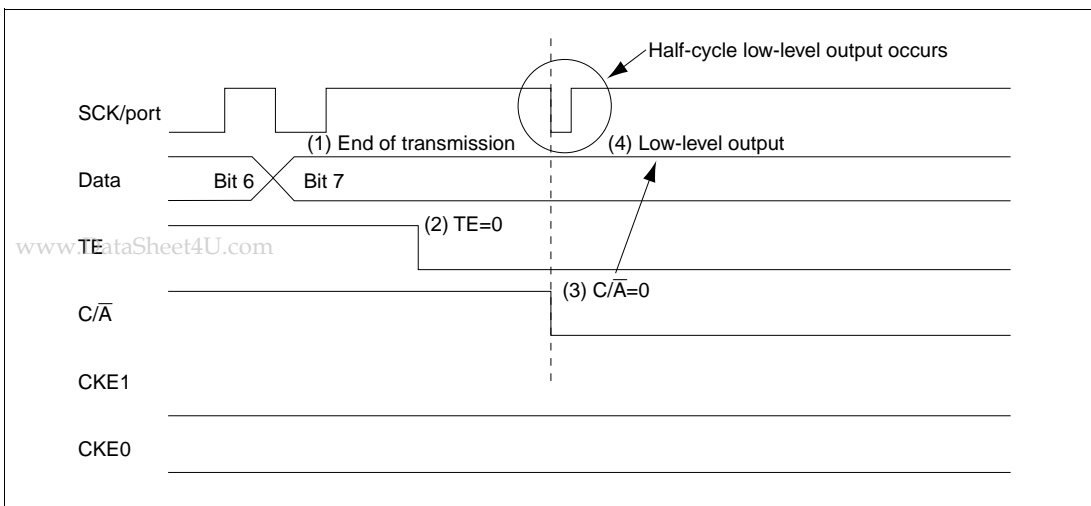 Half-cycle low-level output occurs
SCK/port
(1) End of transmission
(4) Low-level output
Data
Bit 6
Bit 7
(2) TE=0
www.DataSheet4U.com
TE
(3) C/A̅=0
C/A̅
CKE1
CKE0